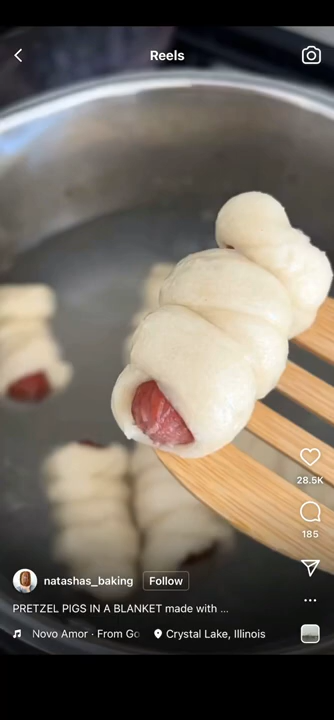 Reels
28.5K
185
natashas_baking
Follow
PRETZEL PIGS IN A BLANKET made with ...
Novo Amor · From Go
Crystal Lake, Illinois